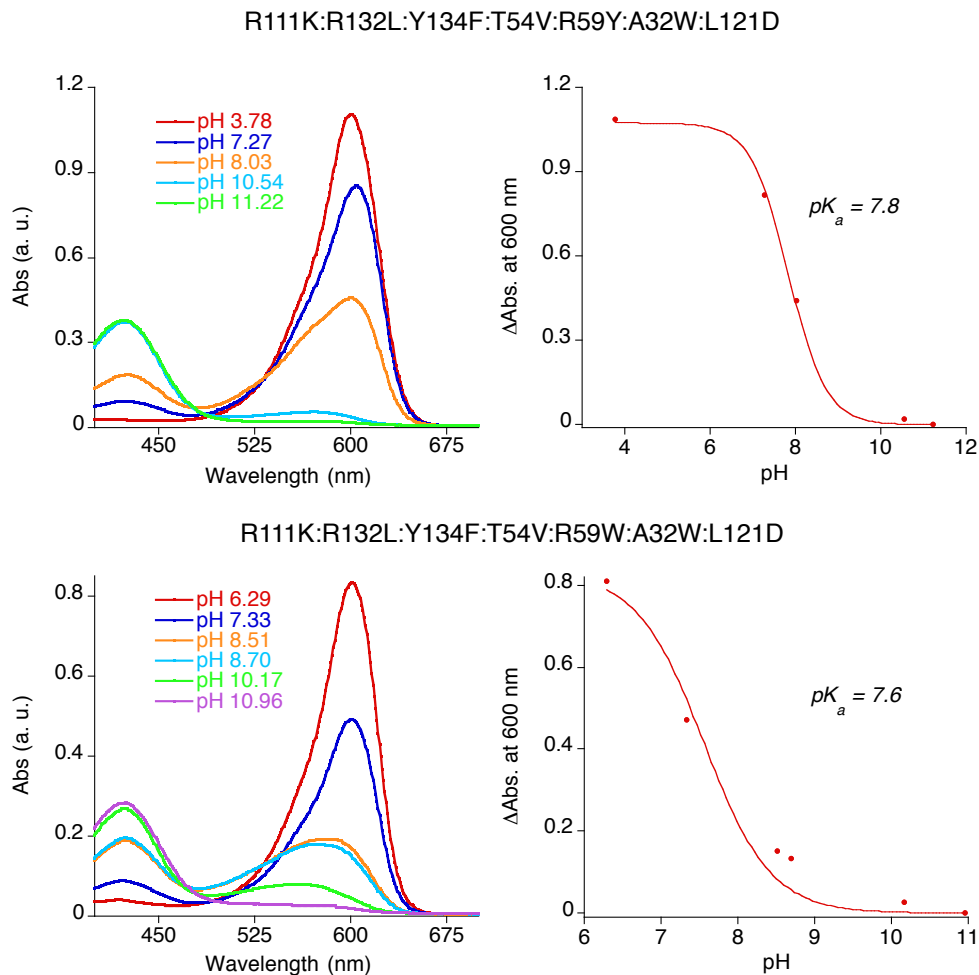 R111K:R132L:Y134F:T54V:R59Y:A32W:L121D
1.2
0.9
0.6
0.3
0
Abs (a. u.)
pH 3.78
pH 7.27
pH 8.03
pH 10.54
pH 11.22
450 525 600 675
Wavelength (nm)
1.2
0.9
0.6
0.3
0
ΔAbs. at 600 nm
pKa = 7.8
4 6 8 10 12
pH
R111K:R132L:Y134F:T54V:R59W:A32W:L121D
0.8
0.6
0.4
0.2
0
Abs (a. u.)
pH 6.29
pH 7.33
pH 8.51
pH 8.70
pH 10.17
pH 10.96
450 525 600 675
Wavelength (nm)
0.8
0.6
0.4
0.2
0
ΔAbs. at 600 nm
pKa = 7.6
6 7 8 9 10 11
pH